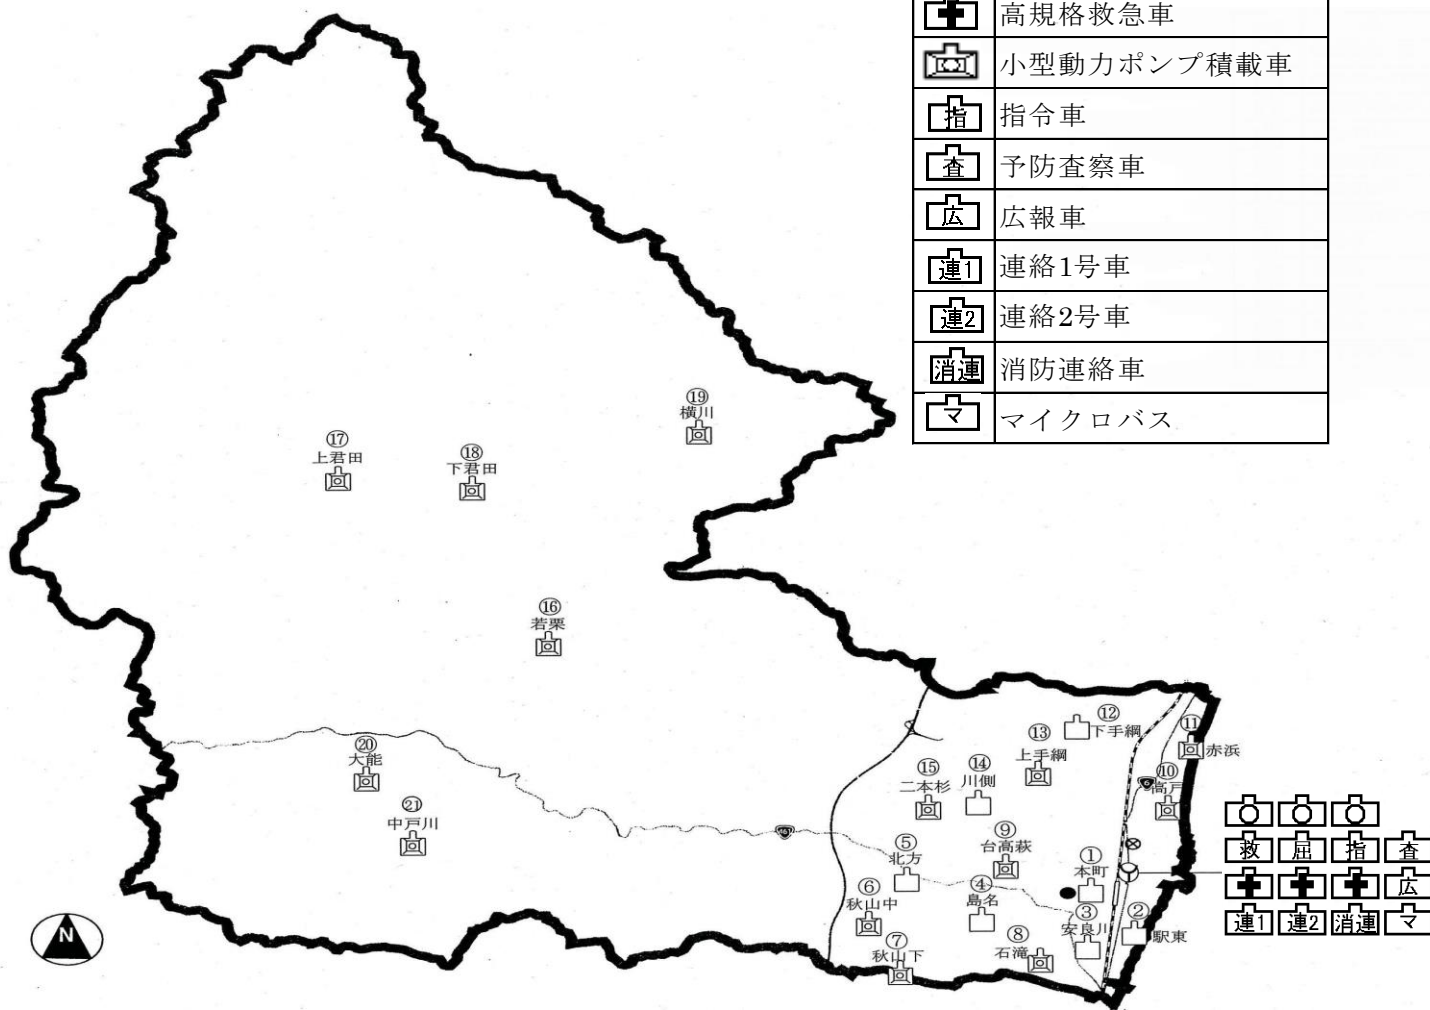 高規格救急車
小型動力ポンプ積載車
指 指令車
査 予防査察車
広 広報車
連1 連絡1号車
連2 連絡2号車
消連 消防連絡車
マ マイクロバス
⑲
横川
⑰
上君田
⑱
下君田
⑯
若栗
⑳
大能
㉑
中戸川
⑫
下手綱
⑪
赤浜
⑬
上手綱
⑭
川側
⑮
二本杉
⑩
高戸
6
⑨
台高萩
⑤
北方
①
本町
⑥
秋山中
④
島名
③
安良川
②
駅東
⑦
秋山下
⑧
石滝
救 屈 指 査
広
連1 連2 消連 マ
N